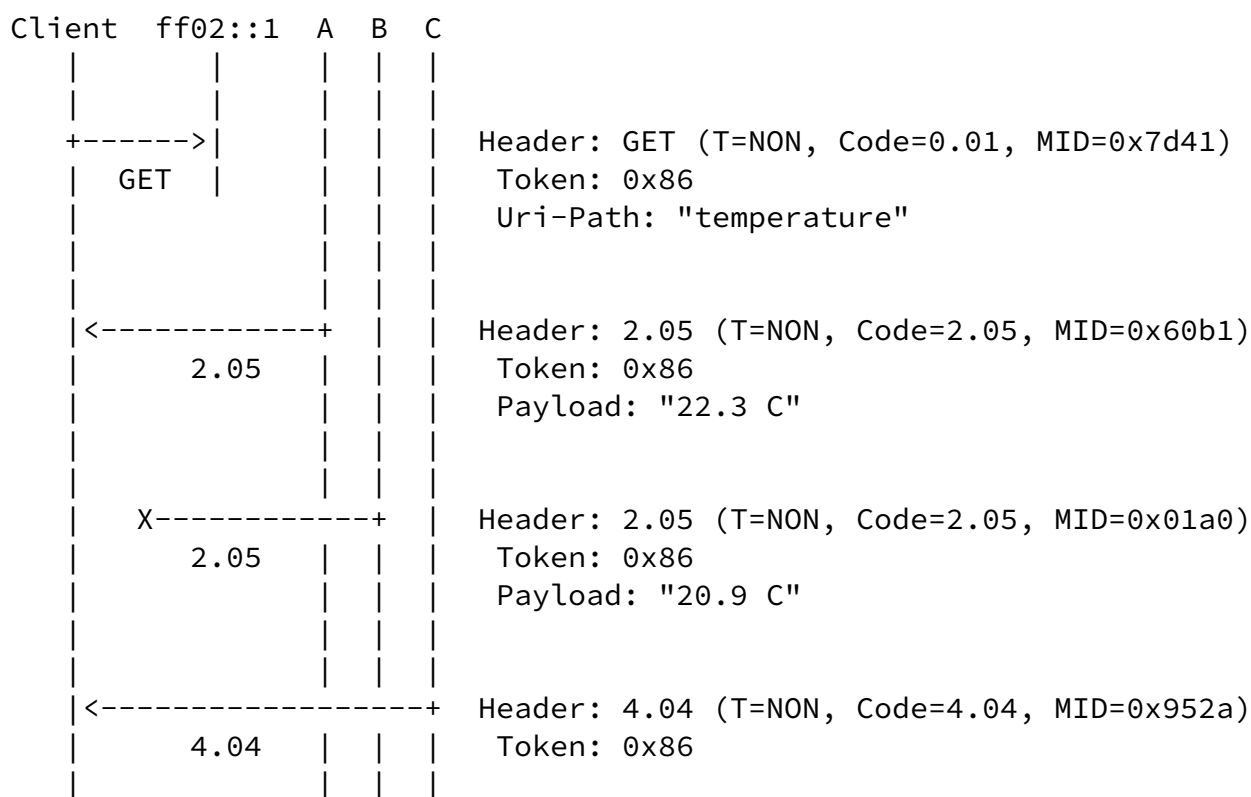 Client ff02::1 A B C
GET
Header: GET (T=NON, Code=0.01, MID=0x7d41)
Token: 0x86
Uri-Path: "temperature"
2.05
Header: 2.05 (T=NON, Code=2.05, MID=0x60b1)
Token: 0x86
Payload: "22.3 C"
X
2.05
Header: 2.05 (T=NON, Code=2.05, MID=0x01a0)
Token: 0x86
Payload: "20.9 C"
4.04
Header: 4.04 (T=NON, Code=4.04, MID=0x952a)
Token: 0x86